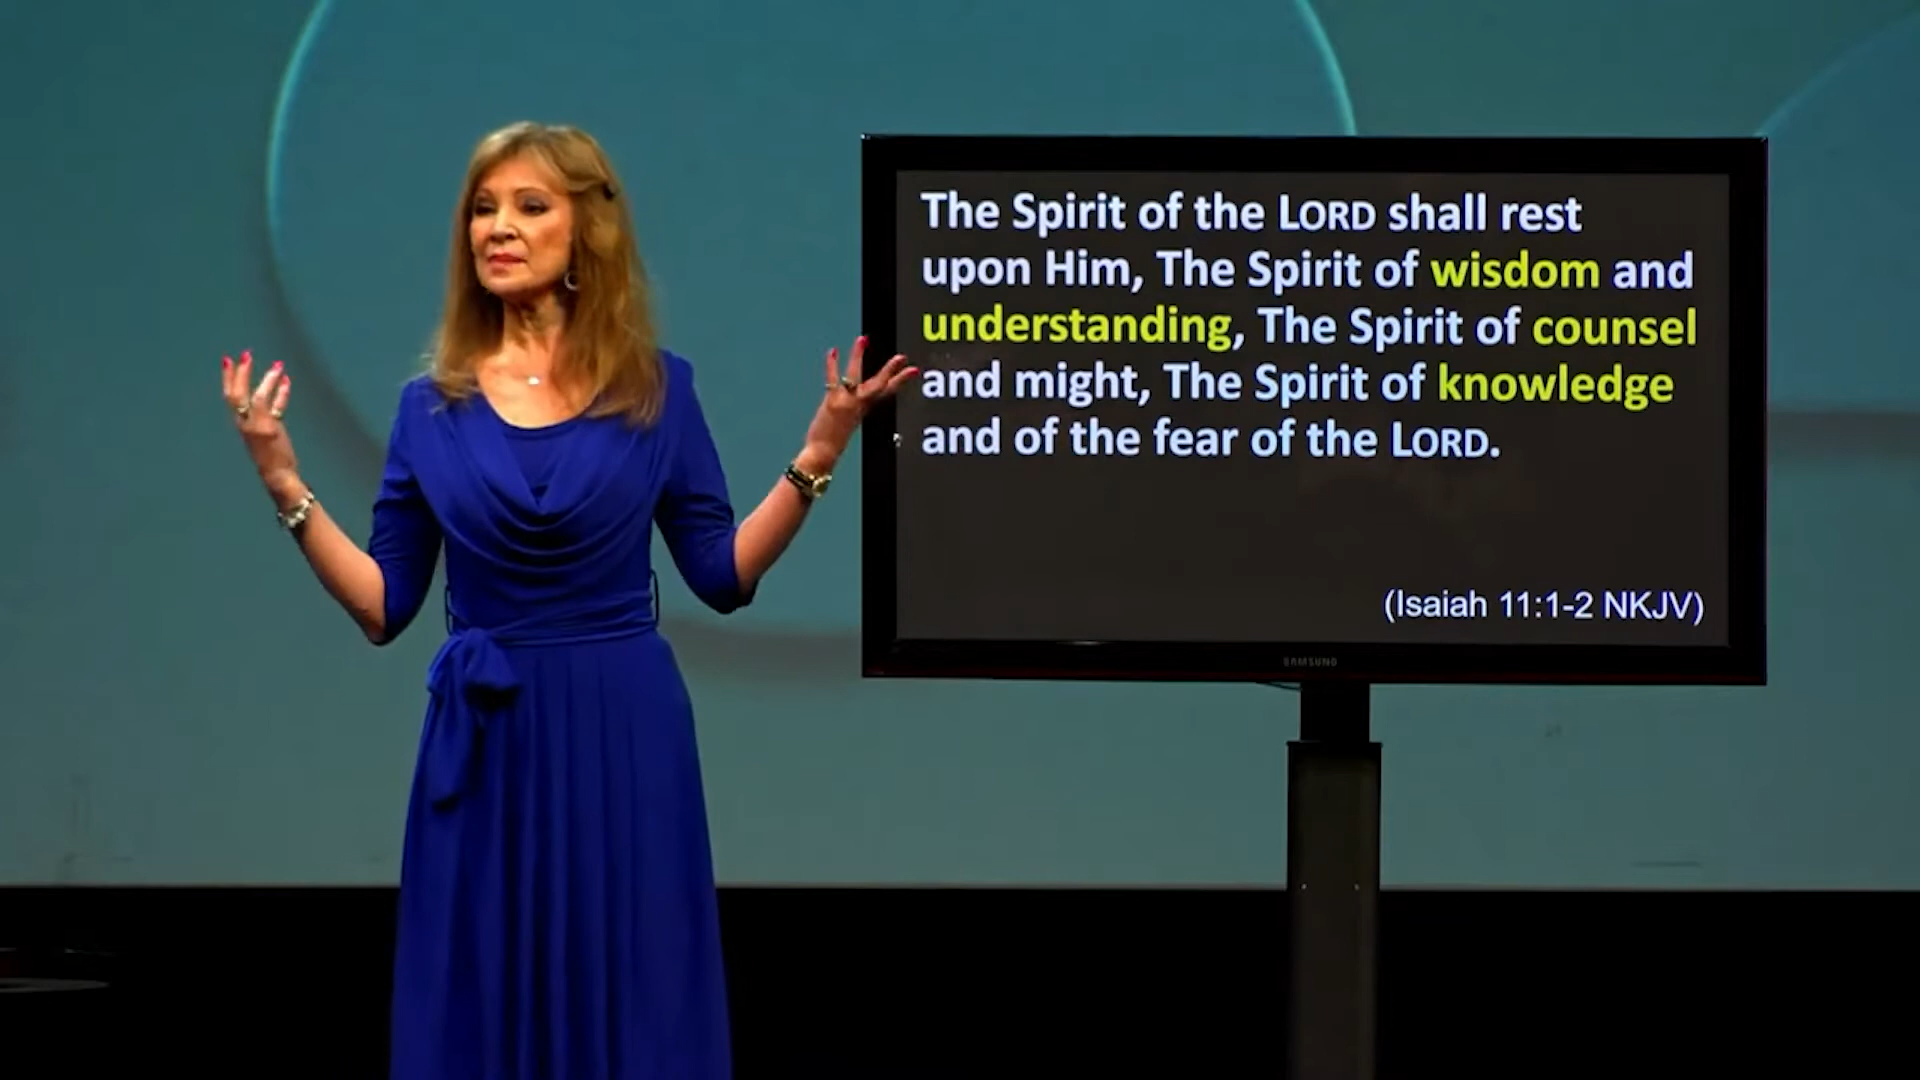 The Spirit of the LORD shall rest
upon Him, The Spirit of wisdom and
understanding, The Spirit of counsel
and might, The Spirit of knowledge
and of the fear of the LORD.
(Isaiah 11:1-2 NKJV)
SAMSUNG